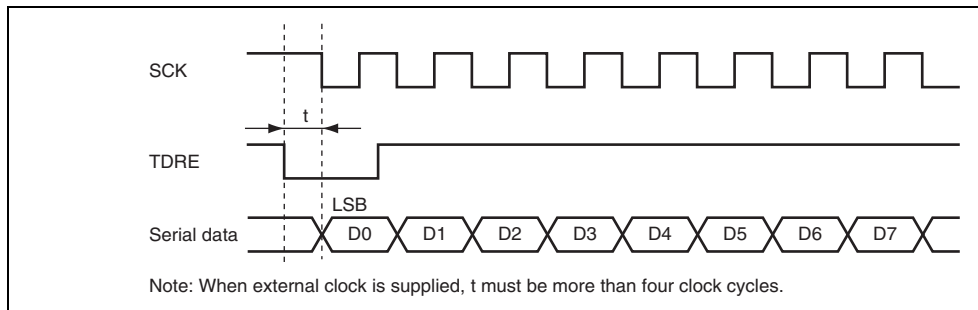 SCK
t
TDRE
LSB
Serial data D0 D1 D2 D3 D4 D5 D6 D7
Note: When external clock is supplied, t must be more than four clock cycles.